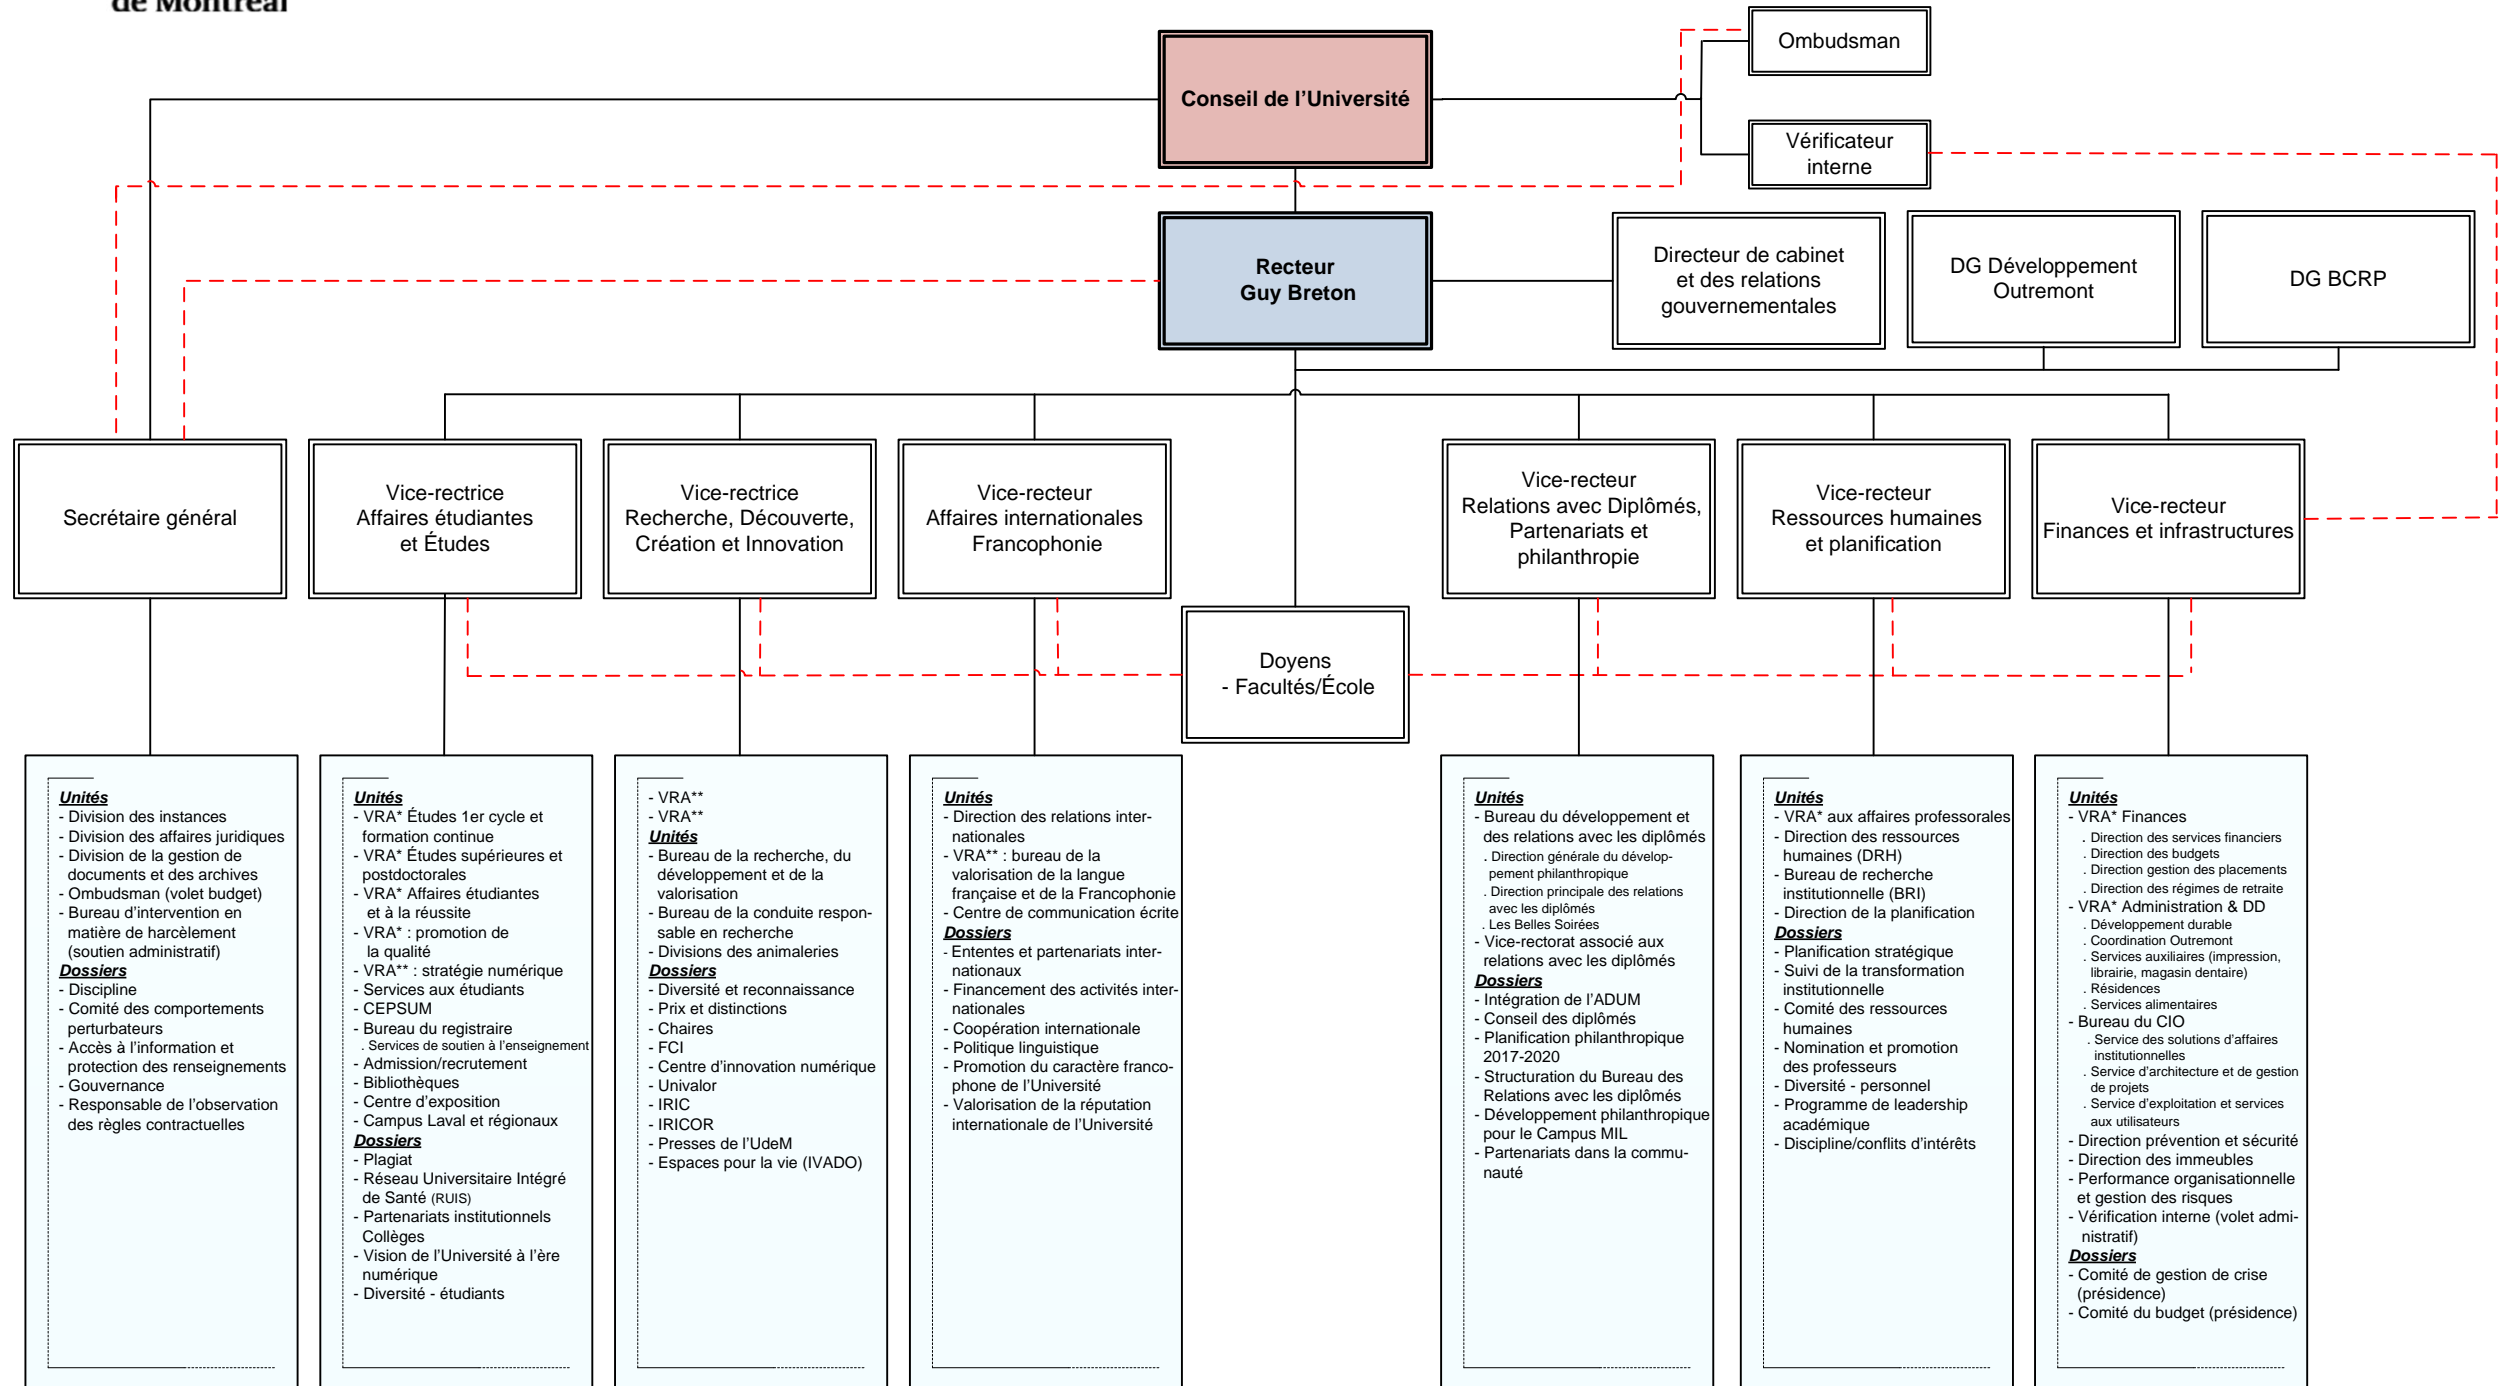 de Montréal
Ombudsman
Conseil de l'Université
Vérificateur
interne
Recteur
Guy Breton
Directeur de cabinet
et des relations
gouvernementales
DG Développement
Outremont
DG BCRP
Secrétaire général
Vice-rectrice
Affaires étudiantes
et Études
Vice-rectrice
Recherche, Découverte,
Création et Innovation
Vice-recteur
Affaires internationales
Francophonie
Vice-recteur
Relations avec Diplômés,
Partenariats et
philanthropie
Vice-recteur
Ressources humaines
et planification
Vice-recteur
Finances et infrastructures
Doyens
- Facultés/École
Unités
- Division des instances
- Division des affaires juridiques
- Division de la gestion de
documents et des archives
- Ombudsman (volet budget)
- Bureau d'intervention en
matière de harcèlement
(soutien administratif)
Dossiers
- Discipline
- Comité des comportements
perturbateurs
- Accès à l'information et
protection des renseignements
- Gouvernance
- Responsable de l'observation
des règles contractuelles
Unités
- VRA* Études 1er cycle et
formation continue
- VRA* Études supérieures et
postdoctorales
- VRA* Affaires étudiantes
et à la réussite
- VRA* : promotion de
la qualité
- VRA** : stratégie numérique
- Services aux étudiants
- CEPSUM
- Bureau du registraire
. Services de soutien à l'enseignement
- Admission/recrutement
- Bibliothèques
- Centre d'exposition
- Campus Laval et régionaux
Dossiers
- Plagiat
- Réseau Universitaire Intégré
de Santé (RUIS)
- Partenariats institutionnels
Collèges
- Vision de l'Université à l'ère
numérique
- Diversité - étudiants
- VRA**
- VRA**
Unités
- Bureau de la recherche, du
développement et de la
valorisation
- Bureau de la conduite respon-
sable en recherche
- Divisions des animaleries
Dossiers
- Diversité et reconnaissance
- Prix et distinctions
- Chaires
- FCI
- Centre d'innovation numérique
- Univalor
- IRIC
- IRICOR
- Presses de l'UdeM
- Espaces pour la vie (IVADO)
Unités
- Direction des relations inter-
nationales
- VRA** : bureau de la
valorisation de la langue
française et de la Francophonie
- Centre de communication écrite
Dossiers
- Ententes et partenariats inter-
nationaux
- Financement des activités inter-
nationales
- Coopération internationale
- Politique linguistique
- Promotion du caractère franco-
phone de l'Université
- Valorisation de la réputation
internationale de l'Université
Unités
- Bureau du développement et
des relations avec les diplômés
. Direction générale du dévelop-
pement philanthropique
. Direction principale des relations
avec les diplômés
. Les Belles Soirées
- Vice-rectorat associé aux
relations avec les diplômés
Dossiers
- Intégration de l'ADUM
- Conseil des diplômés
- Planification philanthropique
2017-2020
- Structuration du Bureau des
Relations avec les diplômés
- Développement philanthropique
pour le Campus MIL
- Partenariats dans la commu-
nauté
Unités
- VRA* aux affaires professorales
- Direction des ressources
humaines (DRH)
- Bureau de recherche
institutionnelle (BRI)
- Direction de la planification
Dossiers
- Planification stratégique
- Suivi de la transformation
institutionnelle
- Comité des ressources
humaines
- Nomination et promotion
des professeurs
- Diversité - personnel
- Programme de leadership
académique
- Discipline/conflits d'intérêts
Unités
- VRA* Finances
. Direction des services financiers
. Direction des budgets
. Direction gestion des placements
. Direction des régimes de retraite
- VRA* Administration & DD
. Développement durable
. Coordination Outremont
. Services auxiliaires (impression,
librairie, magasin dentaire)
. Résidences
. Services alimentaires
- Bureau du CIO
. Service des solutions d'affaires
institutionnelles
. Service d'architecture et de gestion
de projets
. Service d'exploitation et services
aux utilisateurs
- Direction prévention et sécurité
- Direction des immeubles
- Performance organisationnelle
et gestion des risques
- Vérification interne (volet admi-
nistratif)
Dossiers
- Comité de gestion de crise
(présidence)
- Comité du budget (présidence)